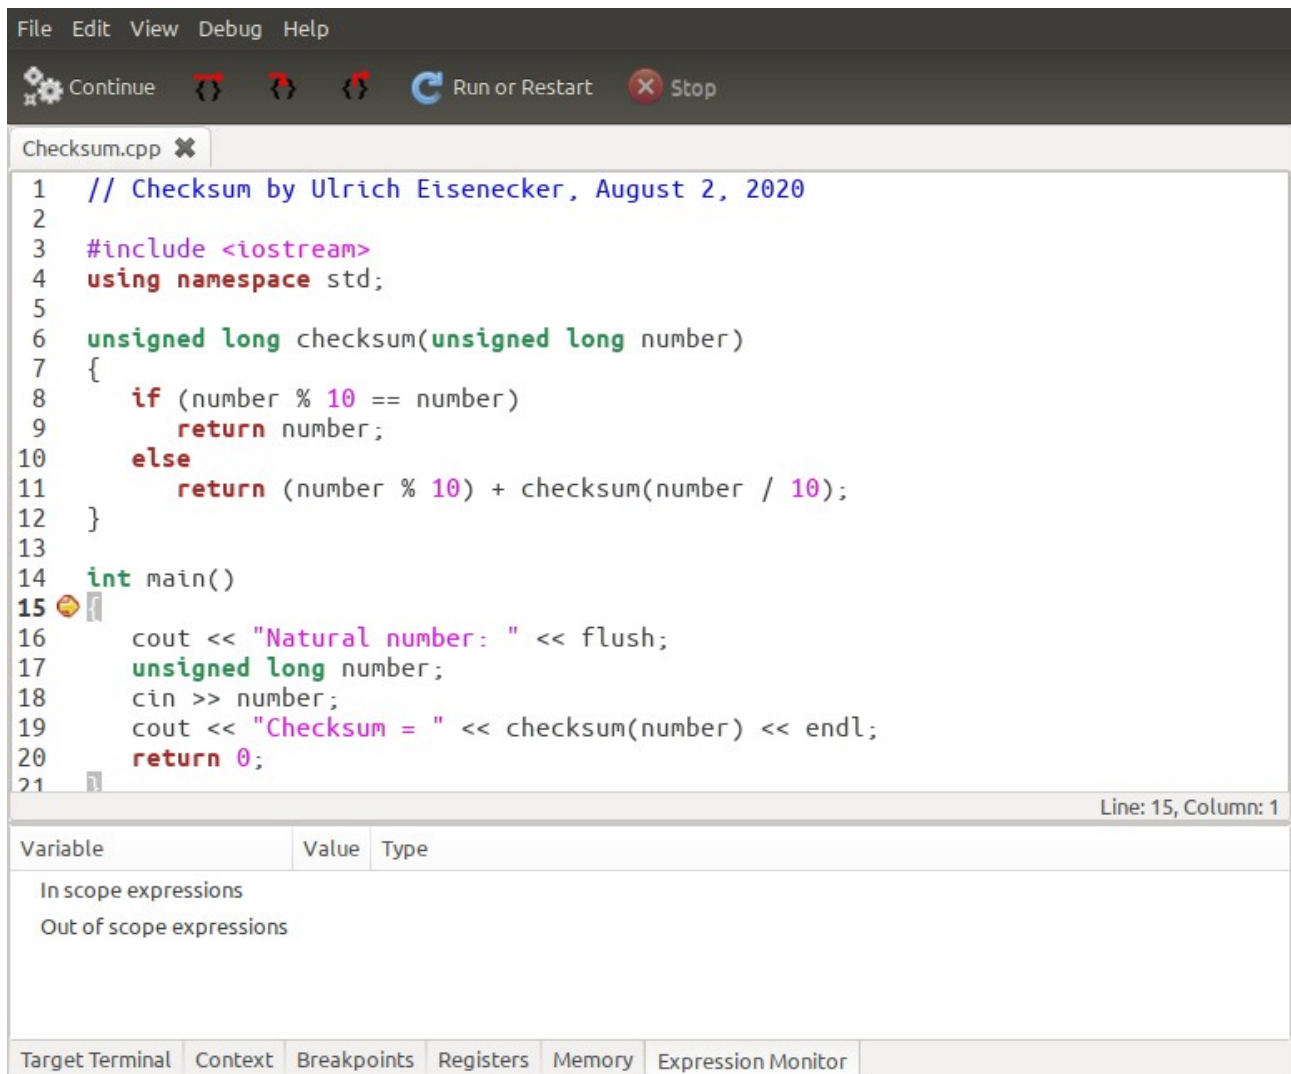 File Edit View Debug Help
Continue Run or Restart Stop
Checksum.cpp
1 // Checksum by Ulrich Eisenecker, August 2, 2020
2
3 #include <iostream>
4 using namespace std;
5
6 unsigned long checksum(unsigned long number)
7 {
8 if (number % 10 == number)
9 return number;
10 else
11 return (number % 10) + checksum(number / 10);
12 }
13
14 int main()
15 {
16 cout << "Natural number: " << flush;
17 unsigned long number;
18 cin >> number;
19 cout << "Checksum = " << checksum(number) << endl;
20 return 0;
21 }
Line: 15, Column: 1
Variable Value Type
In scope expressions
Out of scope expressions
Target Terminal Context Breakpoints Registers Memory Expression Monitor